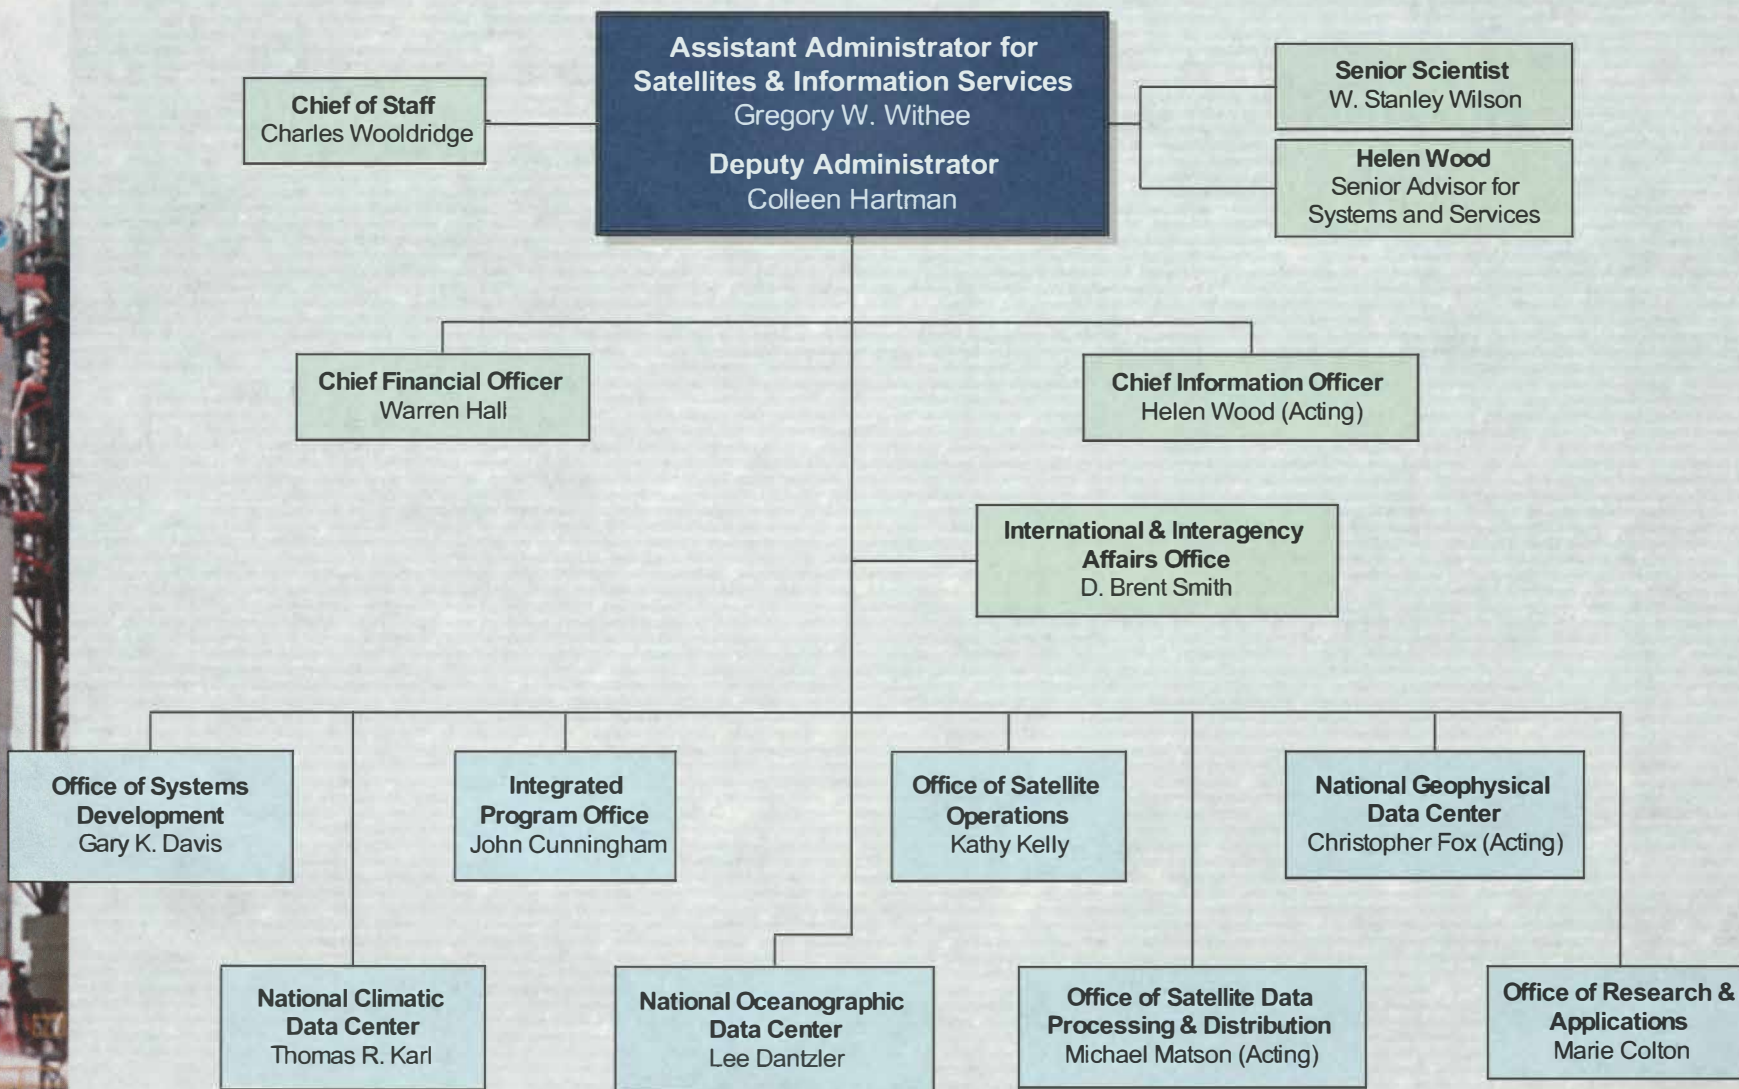 Assistant Administrator for
Satellites & Information Services
Gregory W. Withee
Deputy Administrator
Colleen Hartman
Chief of Staff
Charles Wooldridge
Senior Scientist
W. Stanley Wilson
Helen Wood
Senior Advisor for
Systems and Services
Chief Financial Officer
Warren Hall
Chief Information Officer
Helen Wood (Acting)
International & Interagency
Affairs Office
D. Brent Smith
Office of Systems
Development
Gary K. Davis
Integrated
Program Office
John Cunningham
Office of Satellite
Operations
Kathy Kelly
National Geophysical
Data Center
Christopher Fox (Acting)
National Climatic
Data Center
Thomas R. Karl
National Oceanographic
Data Center
Lee Dantzler
Office of Satellite Data
Processing & Distribution
Michael Matson (Acting)
Office of Research &
Applications
Marie Colton